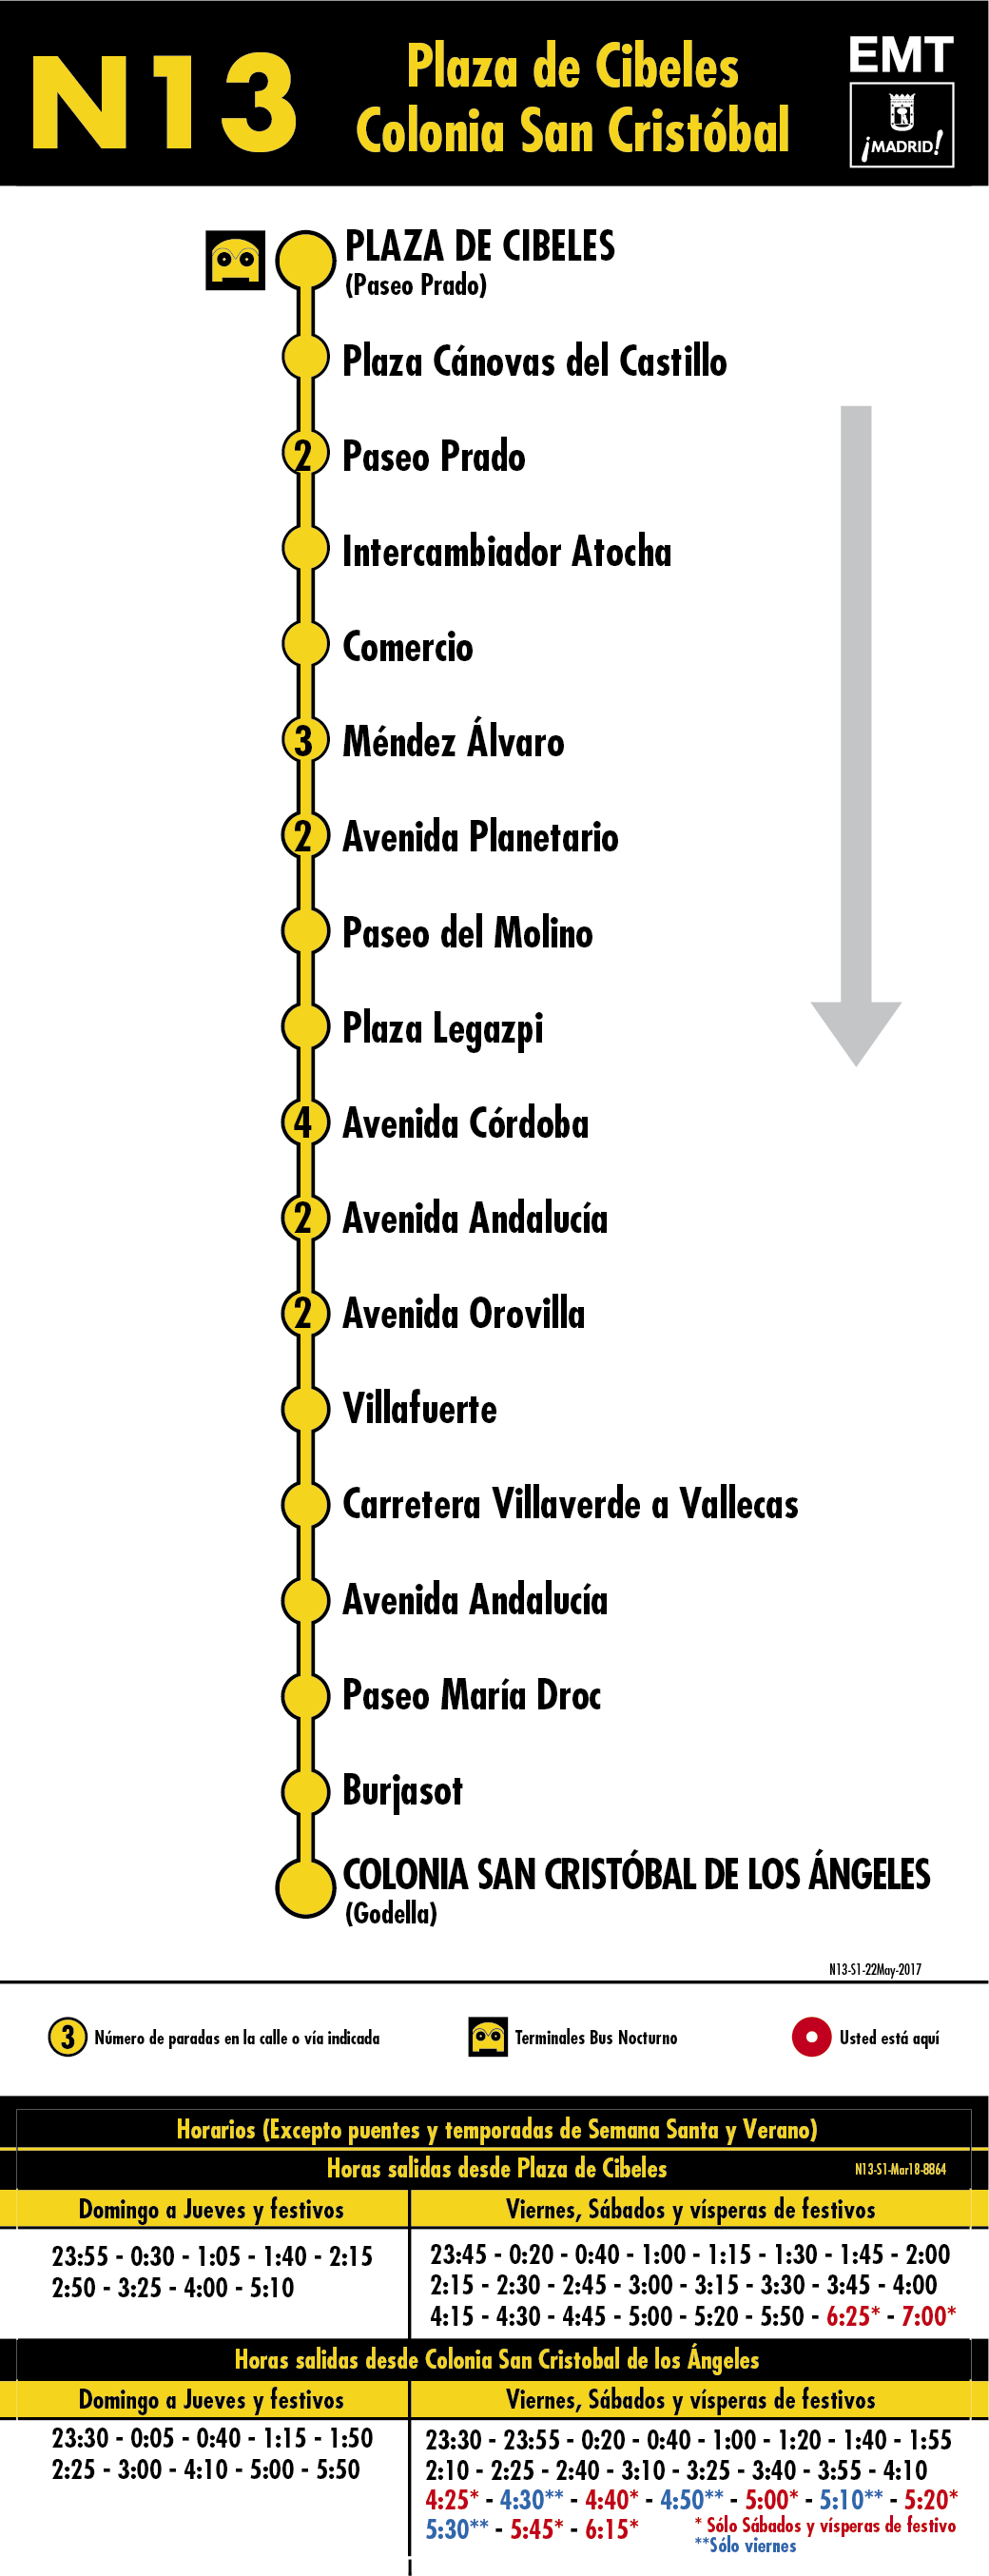 N13
Plaza de Cibeles
Colonia San Cristóbal
EMT
¡MADRID!
PLAZA DE CIBELES
(Paseo Prado)
Plaza Cánovas del Castillo
2 Paseo Prado
Intercambiador Atocha
Comercio
3 Méndez Álvaro
2 Avenida Planetario
Paseo del Molino
Plaza Legazpi
4 Avenida Córdoba
2 Avenida Andalucía
2 Avenida Orovilla
Villafuerte
Carretera Villaverde a Vallecas
Avenida Andalucía
Paseo María Droc
Burjasot
COLONIA SAN CRISTÓBAL DE LOS ÁNGELES
(Godella)
N13-S1-22May-2017
3 Número de paradas en la calle o vía indicada
Terminales Bus Nocturno
Usted está aquí
Horarios (Excepto puentes y temporadas de Semana Santa y Verano)
Horas salidas desde Plaza de Cibeles
N13-S1-Mar18-8864
Domingo a Jueves y festivos
Viernes, Sábados y vísperas de festivos
23:55 - 0:30 - 1:05 - 1:40 - 2:15
2:50 - 3:25 - 4:00 - 5:10
23:45 - 0:20 - 0:40 - 1:00 - 1:15 - 1:30 - 1:45 - 2:00
2:15 - 2:30 - 2:45 - 3:00 - 3:15 - 3:30 - 3:45 - 4:00
4:15 - 4:30 - 4:45 - 5:00 - 5:20 - 5:50 - 6:25* - 7:00*
Horas salidas desde Colonia San Cristobal de los Ángeles
Domingo a Jueves y festivos
Viernes, Sábados y vísperas de festivos
23:30 - 0:05 - 0:40 - 1:15 - 1:50
2:25 - 3:00 - 4:10 - 5:00 - 5:50
23:30 - 23:55 - 0:20 - 0:40 - 1:00 - 1:20 - 1:40 - 1:55
2:10 - 2:25 - 2:40 - 3:10 - 3:25 - 3:40 - 3:55 - 4:10
4:25* - 4:30** - 4:40* - 4:50** - 5:00* - 5:10** - 5:20*
5:30** - 5:45* - 6:15*
* Sólo Sábados y vísperas de festivo
**Sólo viernes